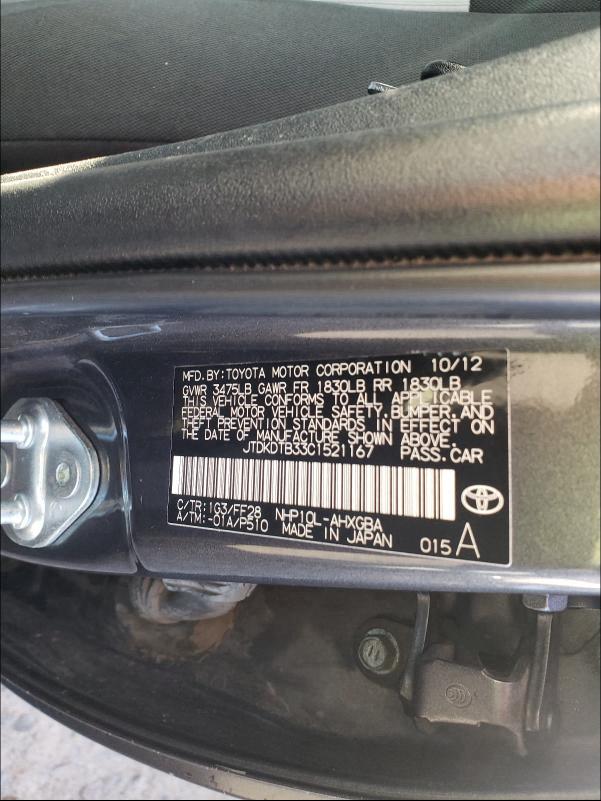 MFD.BY:TOYOTA MOTOR CORPORATION 10/12
GVWR 3475LB GAWR FR 1830LB RR 1830LB
THIS VEHICLE CONFORMS TO ALL APPLICABLE
FEDERAL MOTOR VEHICLE SAFETY, BUMPER, AND
THEFT PREVENTION STANDARDS IN EFFECT ON
THE DATE OF MANUFACTURE SHOWN ABOVE.
JTDKDTB33C1521167 PASS.CAR
C/TR:1G3/FF28 NHP10L-AHXGBA
A/TM:-01A/P510 MADE IN JAPAN 015 A